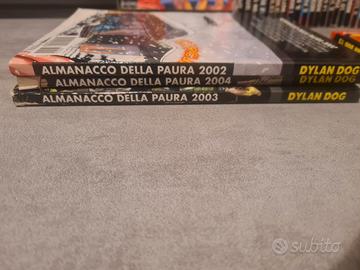 ALMANACCO DELLA PAURA 2002 DYLAN DOG
ALMANACCO DELLA PAURA 2004 DYLAN DOG
ALMANACCO DELLA PAURA 2003 DYLAN DOG
subito